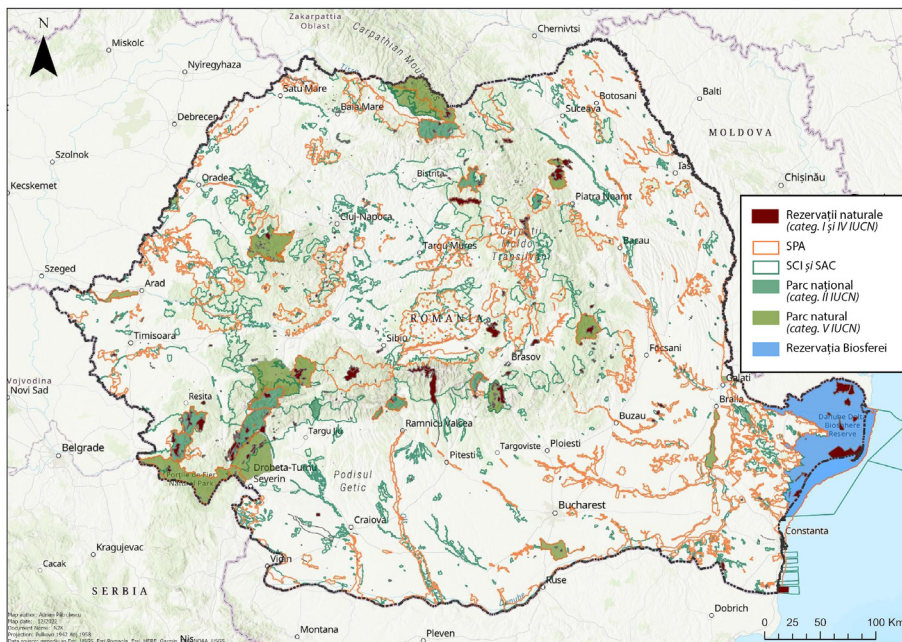 N
Zakarpattia
Oblast
Chernivtsi
Miskolc
Nyiregyhaza
Satu Mare
Botosani
Balti
Baia Mare
Suceava
Debrecen
MOLDOVA
Szolnok
Chișinău
Oradea
Bistrita
Piatra Neamt
Kecskemet
Cluj-Napoca
Targu Mures
Bacau
Szeged
Arad
ROMANIA
Timisoara
Sibiu
Brasov
Focsani
Vojvodina
Novi Sad
Resita
Galati
Braila
Ramnicu Valcea
Buzau
Danube Delta
Biosphere
Reserve
Targu Jiu
Targoviste
Ploiesti
Belgrade
Pitesti
Drobeta-Turnu
Severin
Podisul
Getic
Bucharest
Constanta
Craiova
Kragujevac
Cacak
Vidin
Ruse
SERBIA
Danube
Dobrich
Montana
Pleven
Nis
Rezervații naturale
(categ. I și IV IUCN)
SPA
SCI și SAC
Parc național
(categ. II IUCN)
Parc natural
(categ. V IUCN)
Rezervația Biosferei
0 25 50 100 Km